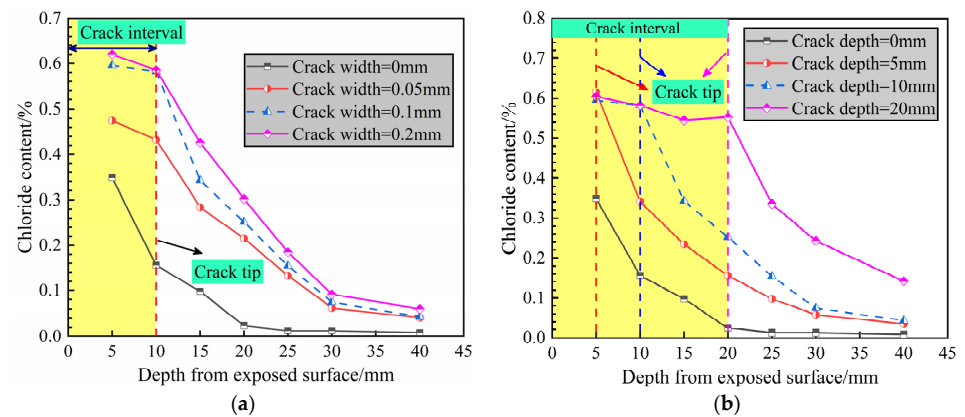 Crack interval
Crack width=0mm
Crack width=0.05mm
Crack width=0.1mm
Crack width=0.2mm
Crack tip
Chloride content/%
0.0
0.1
0.2
0.3
0.4
0.5
0.6
0.7
0 5 10 15 20 25 30 35 40 45
Depth from exposed surface/mm
(a)
Crack interval
Crack depth=0mm
Crack depth=5mm
Crack depth=10mm
Crack depth=20mm
Crack tip
Chloride content/%
0.0
0.1
0.2
0.3
0.4
0.5
0.6
0.7
0.8
0 5 10 15 20 25 30 35 40 45
Depth from exposed surface/mm
(b)